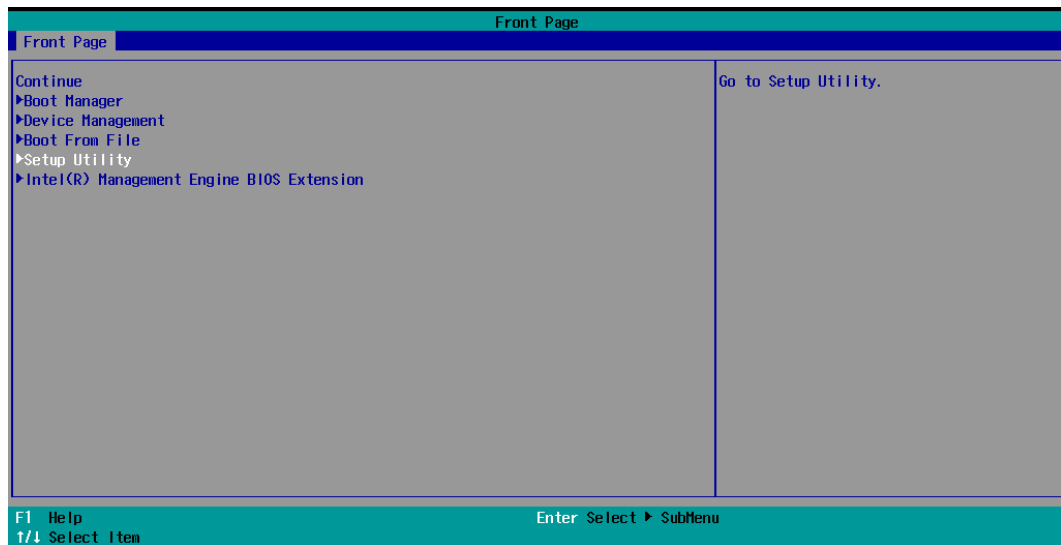 Front Page
Front Page
Continue
▶Boot Manager
▶Device Management
▶Boot From File
▶Setup Utility
▶Intel(R) Management Engine BIOS Extension
Go to Setup Utility.
F1 Help
Enter Select ▶ SubMenu
↑/↓ Select Item